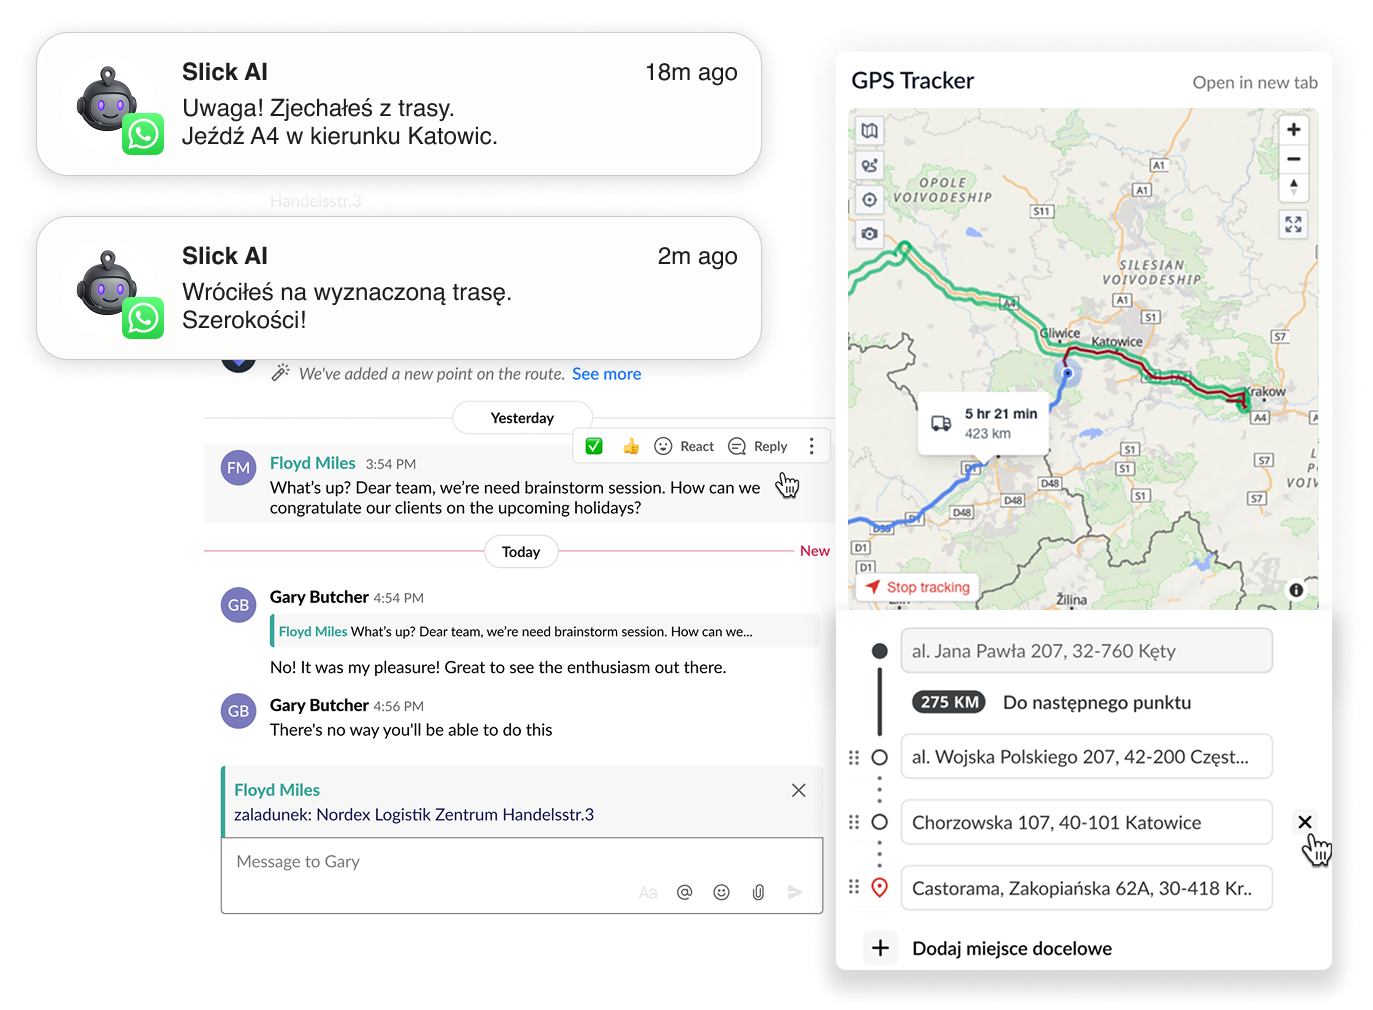 Slick AI
18m ago
Uwaga! Zjechałeś z trasy.
Jeźdź A4 w kierunku Katowic.
Handelsstr.3
Slick AI
2m ago
Wróciłeś na wyznaczoną trasę.
Szerokości!
We've added a new point on the route. See more
Yesterday
React
Reply
FM
Floyd Miles 3:54 PM
What's up? Dear team, we're need brainstorm session. How can we
congratulate our clients on the upcoming holidays?
Today
New
GB
Gary Butcher 4:54 PM
Floyd Miles What's up? Dear team, we're need brainstorm session. How can we...
No! It was my pleasure! Great to see the enthusiasm out there.
GB
Gary Butcher 4:56 PM
There's no way you'll be able to do this
Floyd Miles
zaladunek: Nordex Logistik Zentrum Handelsstr.3
Message to Gary
Aa
GPS Tracker
Open in new tab
A1
OPOLE
VOIVODESHIP
A1
S11
SILESIAN
VOIVODESHIP
A1
A4
S1
Gliwice
Katowice
S7
A4
Krakow
A4
5 hr 21 min
423 km
S1
S1
D1
S7
D48
D48
S1
S7
D48
D1
D35
D1
D1
Stop tracking
Žilina
al. Jana Pawła 207, 32-760 Kęty
275 KM
Do następnego punktu
al. Wojska Polskiego 207, 42-200 Częst...
Chorzowska 107, 40-101 Katowice
Castorama, Zakopiańska 62A, 30-418 Kr..
Dodaj miejsce docelowe